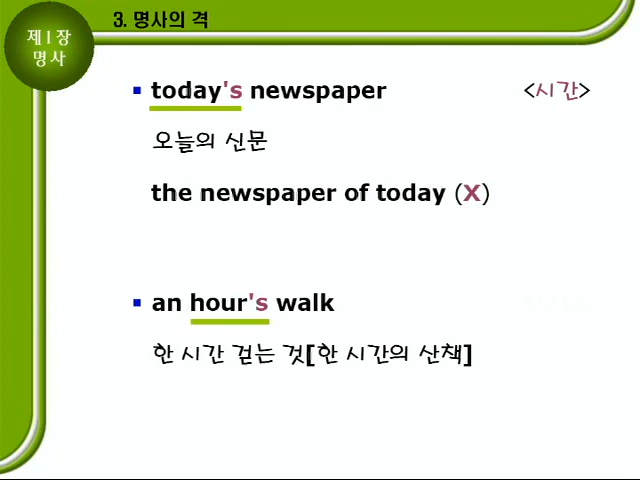 3. 명사의 격
제 1 장
명사
today's newspaper <시간>
오늘의 신문
the newspaper of today (X)
an hour's walk
한 시간 걷는 것[한 시간의 산책]